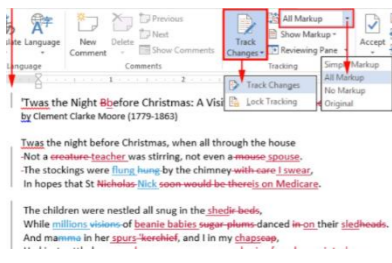 Previous
All Markup
Next
Show Markup
Language
New Comment
Delete
Show Comments
Track Changes
Reviewing Pane
Accept
Language
Comments
Tracking
Simple Markup
All Markup
No Markup
Original
Track Changes
Lock Tracking
'Twas the Night Bbefore Christmas: A Visi
by Clement Clarke Moore (1779-1863)
Twas the night before Christmas, when all through the house
-Not a creature teacher was stirring, not even a mouse spouse.
-The stockings were flung hung by the chimney with care I swear,
In hopes that St Nicholas Nick soon would be thereis on Medicare.
The children were nestled all snug in the shedir beds,
While millions visions of beanie babies sugar-plums danced in on their sledheads.
And mamma in her spurs 'kerchief, and I in my chapscap,